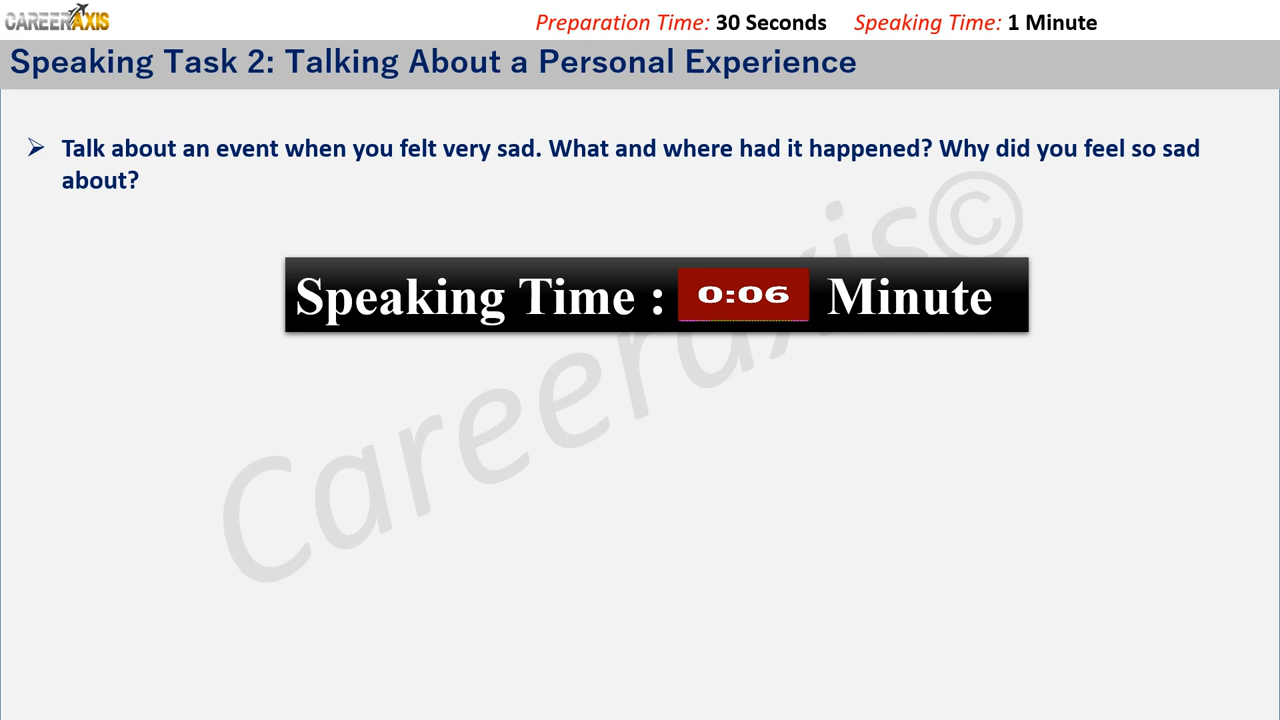 CAREERAXIS Preparation Time: 30 Seconds Speaking Time: 1 Minute
Speaking Task 2: Talking About a Personal Experience
➢ Talk about an event when you felt very sad. What and where had it happened? Why did you feel so sad
about?
Speaking Time : 0:06 Minute
Careeraxis©